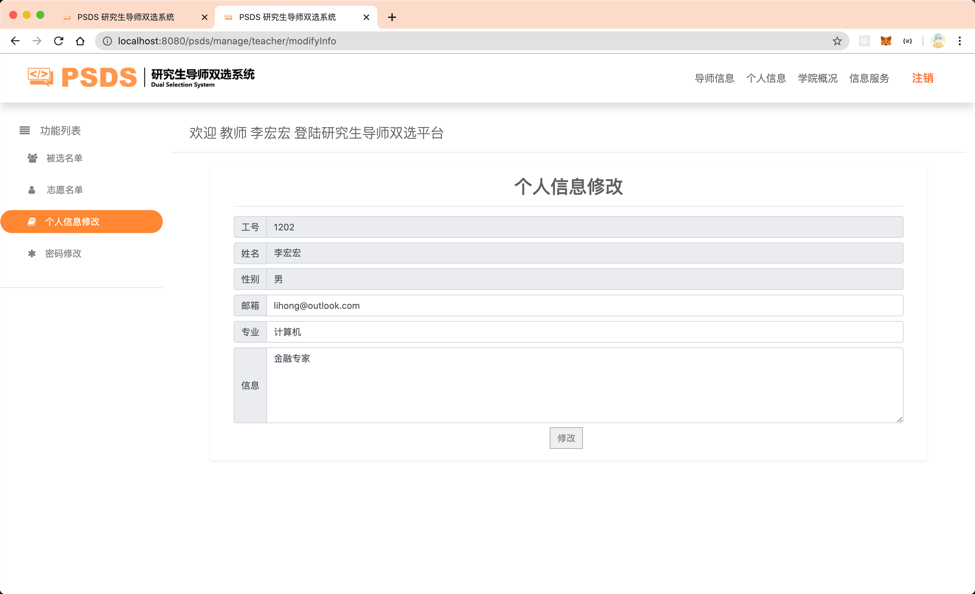 PSDS 研究生导师双选系统
PSDS 研究生导师双选系统
localhost:8080/psds/manage/teacher/modifyInfo
PSDS 研究生导师双选系统
Dual Selection System
导师信息 个人信息 学院概况 信息服务 注销
功能列表
被选名单
志愿名单
个人信息修改
密码修改
欢迎 教师 李宏宏 登陆研究生导师双选平台
个人信息修改
工号 1202
姓名 李宏宏
性别 男
邮箱 lihong@outlook.com
专业 计算机
信息 金融专家
修改